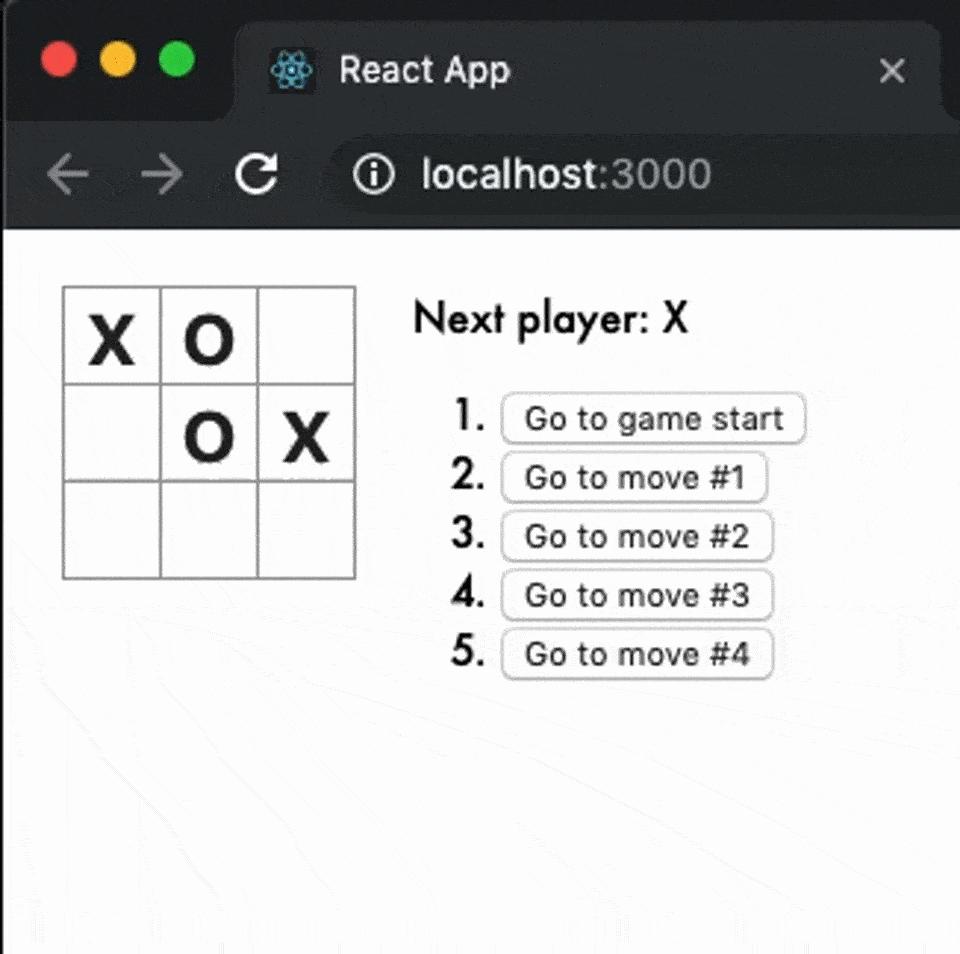 React App
localhost:3000
X O
O X
Next player: X
1. Go to game start
2. Go to move #1
3. Go to move #2
4. Go to move #3
5. Go to move #4